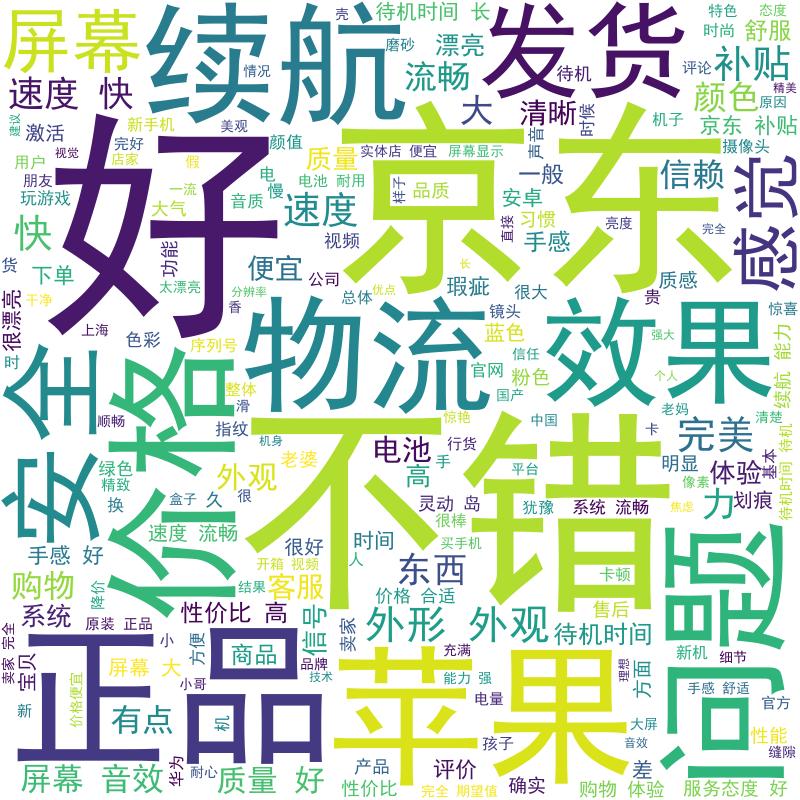 屏幕
续航
发货
壳
待机时间 长
磨砂
漂亮
流畅
情况
待机
特色
态度
时尚
舒服
评论
补贴
精美
原因
颜色
速度 快
大
清晰
时候
机子
京东 补贴
建议
激活
新手机
美观
完好
颜值
质量
实体店 便宜
屏幕显示
声音
摄像头
用户
视觉
店家
假
电
电池 耐用
一般
信赖
朋友
玩游戏
一流
慢
样子
品质
安卓
感觉
好
京东
大气
音质
速度
直接
习惯
亮度
完全
快
功能
视频
手感
货
下单
太漂亮
便宜
公司
长
瑕疵
很大
质感
干净
分辨率
优点
总体
贵
很漂亮
香
镜头
惊喜
上海
色彩
序列号
物流
蓝色
效果
强大
时
官网
信任
个人
续航 能力
安全
价格
整体
粉色
国产
老妈
滑
惊艳
中国
清楚
顺畅
指纹
机身
不错
电池
行货
卡
完美
基本
待机时间 待机
绿色
精致
外观
老婆
高
手
平台
明显
体验
像素
换
盒子
久
很
灵动 岛
犹豫
系统 流畅
力
划痕
焦虑
速度 流畅
很好
时间
很棒
买手机
手感 好
开箱 视频
人
东西
卡顿
问题
购物
降价
结果
客服
价格 合适
售后
系统
性价比 高
信号
卖家
外形 外观
待机时间
卖家 完全
原装 正品
小
方便
商品
品牌
充满
理想
方面
新机
细节
宝贝
正品
屏幕 大
小哥
技术
苹果
能力 强
手感 舒适
新
价格便宜
有点
机
电量
大屏
官方
性能
孩子
音效
缝隙
屏幕 音效
华为
耐心
质量 好
产品
性价比
评价
完全 期望值
确实
差
购物 体验
服务态度 好